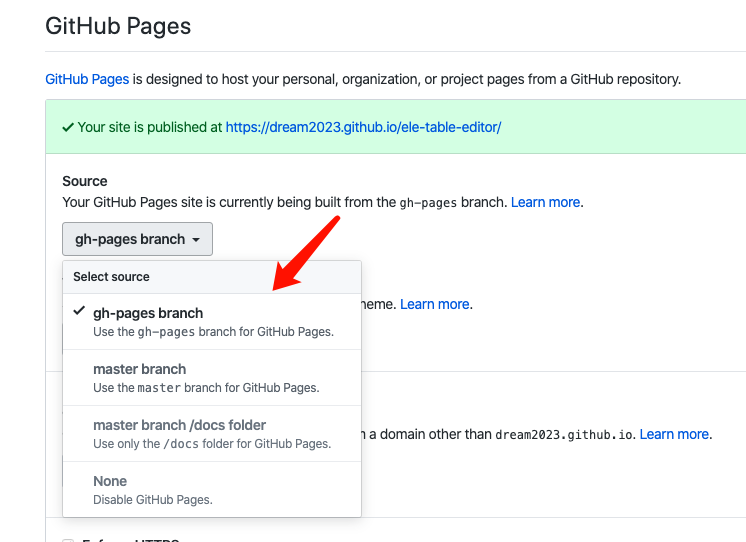 GitHub Pages
GitHub Pages is designed to host your personal, organization, or project pages from a GitHub repository.
Your site is published at https://dream2023.github.io/ele-table-editor/
Source
Your GitHub Pages site is currently being built from the gh-pages branch. Learn more.
gh-pages branch
Select source
gh-pages branch
heme. Learn more.
Use the gh-pages branch for GitHub Pages.
master branch
Use the master branch for GitHub Pages.
master branch /docs folder
n a domain other than dream2023.github.io. Learn more.
Use only the /docs folder for GitHub Pages.
None
Disable GitHub Pages.